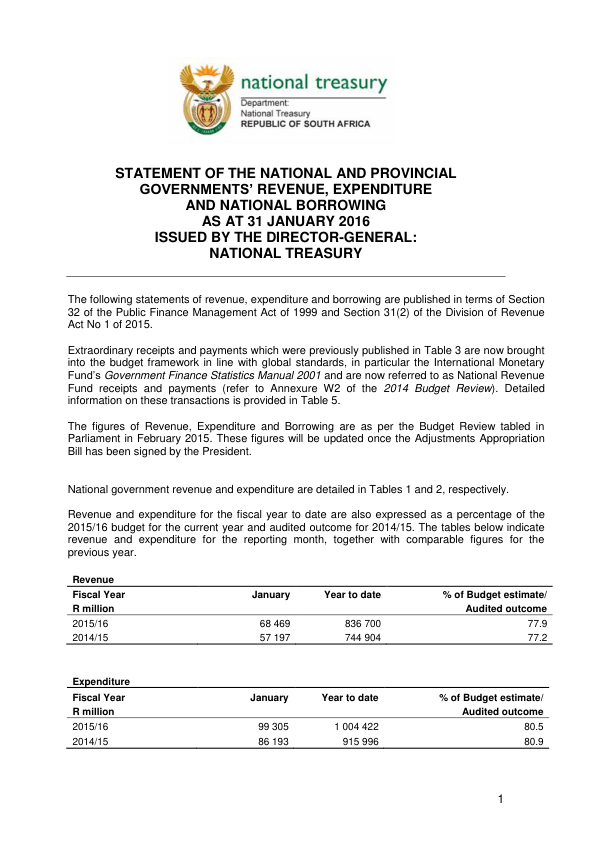 national treasury
Department:
National Treasury
REPUBLIC OF SOUTH AFRICA
STATEMENT OF THE NATIONAL AND PROVINCIAL
GOVERNMENTS' REVENUE, EXPENDITURE
AND NATIONAL BORROWING
AS AT 31 JANUARY 2016
ISSUED BY THE DIRECTOR-GENERAL:
NATIONAL TREASURY
The following statements of revenue, expenditure and borrowing are published in terms of Section
32 of the Public Finance Management Act of 1999 and Section 31(2) of the Division of Revenue
Act No 1 of 2015.
Extraordinary receipts and payments which were previously published in Table 3 are now brought
into the budget framework in line with global standards, in particular the International Monetary
Fund's Government Finance Statistics Manual 2001 and are now referred to as National Revenue
Fund receipts and payments (refer to Annexure W2 of the 2014 Budget Review). Detailed
information on these transactions is provided in Table 5.
The figures of Revenue, Expenditure and Borrowing are as per the Budget Review tabled in
Parliament in February 2015. These figures will be updated once the Adjustments Appropriation
Bill has been signed by the President.
National government revenue and expenditure are detailed in Tables 1 and 2, respectively.
Revenue and expenditure for the fiscal year to date are also expressed as a percentage of the
2015/16 budget for the current year and audited outcome for 2014/15. The tables below indicate
revenue and expenditure for the reporting month, together with comparable figures for the
previous year.
Revenue
Fiscal Year January Year to date % of Budget estimate/
R million Audited outcome
2015/16 68 469 836 700 77.9
2014/15 57 197 744 904 77.2
Expenditure
Fiscal Year January Year to date % of Budget estimate/
R million Audited outcome
2015/16 99 305 1 004 422 80.5
2014/15 86 193 915 996 80.9
1